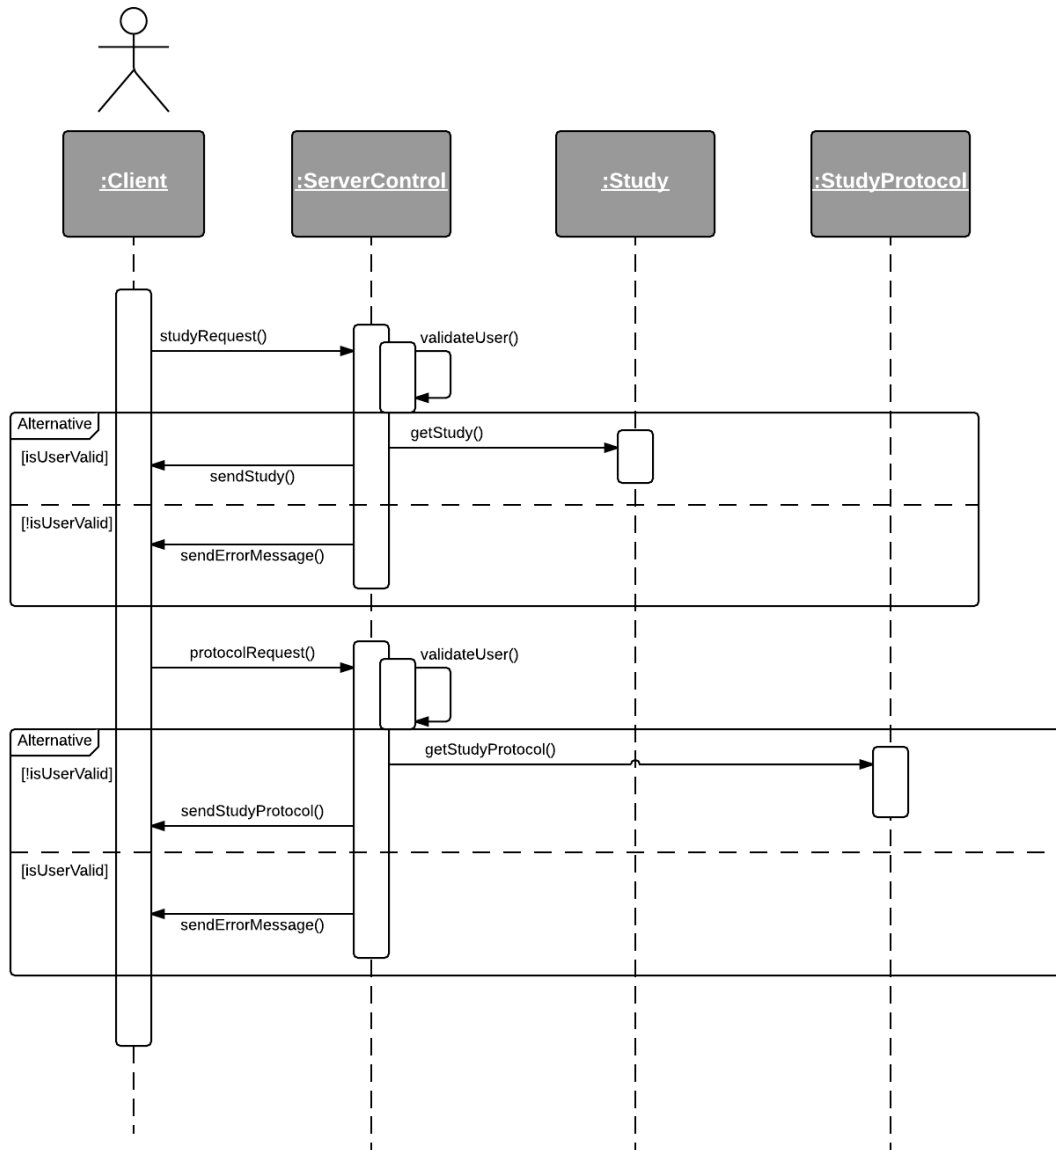 :Client
:ServerControl
:Study
:StudyProtocol
studyRequest()
validateUser()
Alternative
[isUserValid]
getStudy()
sendStudy()
[!isUserValid]
sendErrorMessage()
protocolRequest()
validateUser()
Alternative
[!isUserValid]
getStudyProtocol()
sendStudyProtocol()
[isUserValid]
sendErrorMessage()